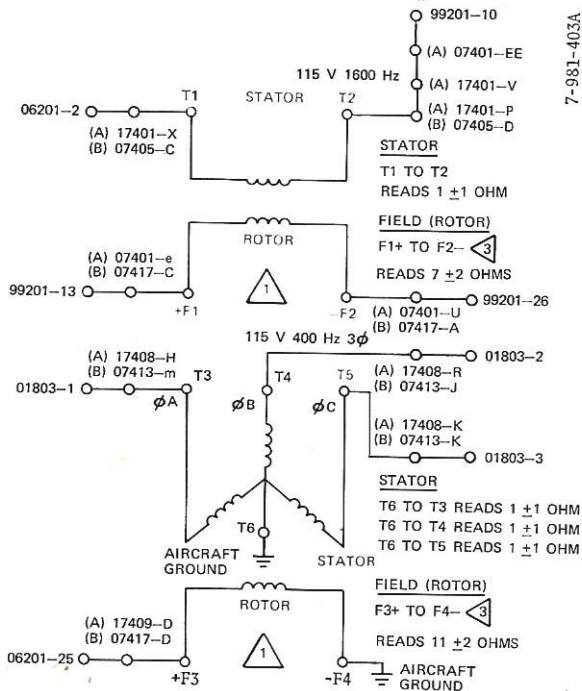 7-981-403A
99201-10
(A) 07401-EE
115 V 1600 Hz
(A) 17401-V
06201-2
T1
STATOR
T2
(A) 17401-P
(B) 07405-D
(A) 17401-X
(B) 07405-C
STATOR
T1 TO T2
READS 1 ±1 OHM
ROTOR
FIELD (ROTOR)
F1+ TO F2- 3
READS 7 ±2 OHMS
(A) 07401-e
(B) 07417-C
1
99201-13
+F1
-F2
99201-26
(A) 07401-U
(B) 07417-A
115 V 400 Hz 3ϕ
(A) 17408-H
(B) 07413-m
01803-2
(A) 17408-R
(B) 07413-J
01803-1
T3
T4
T5
ϕA
ϕB
ϕC
(A) 17408-K
(B) 07413-K
01803-3
STATOR
T6 TO T3 READS 1 ±1 OHM
T6 TO T4 READS 1 ±1 OHM
T6 TO T5 READS 1 ±1 OHM
T6
AIRCRAFT
GROUND
STATOR
ROTOR
FIELD (ROTOR)
F3+ TO F4- 3
READS 11 ±2 OHMS
(A) 17409-D
(B) 07417-D
1
06201-25
+F3
-F4
AIRCRAFT
GROUND